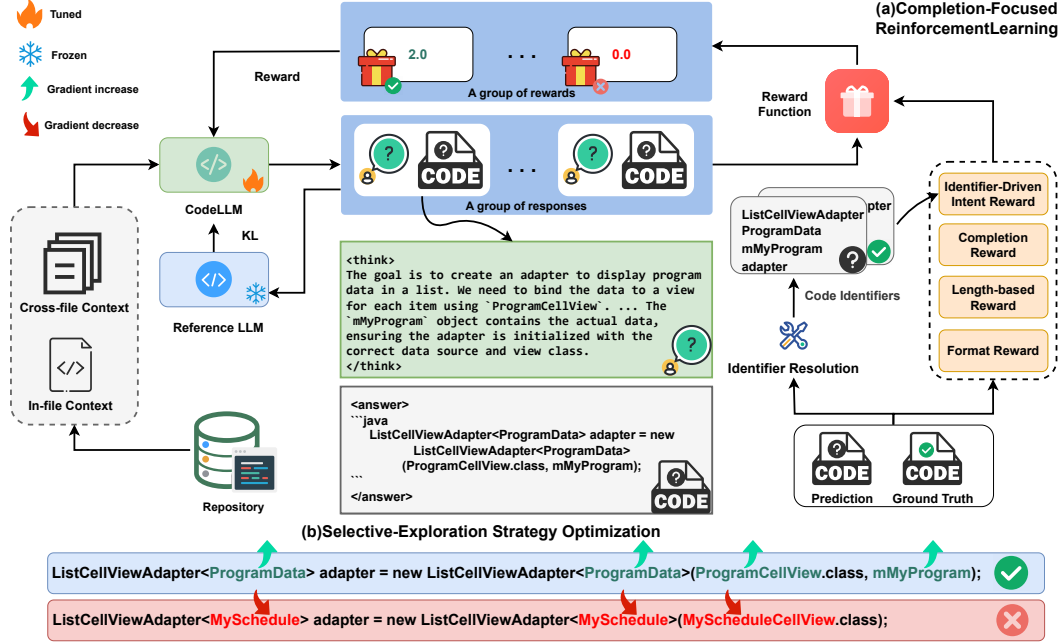 Tuned
Frozen
Gradient increase
Gradient decrease
(a)Completion-Focused
ReinforcementLearning
Reward
2.0
. . .
0.0
A group of rewards
Reward
Function
</>
CodeLLM
KL
</>
Reference LLM
?
?
CODE
. . .
?
?
CODE
A group of responses
Cross-file Context
</>
In-file Context
Repository
<think>
The goal is to create an adapter to display program
data in a list. We need to bind the data to a view
for each item using `ProgramCellView`. ... The
`mMyProgram` object contains the actual data,
ensuring the adapter is initialized with the
correct data source and view class.
</think>
?
<answer>
```java
ListCellViewAdapter<ProgramData> adapter = new
ListCellViewAdapter<ProgramData>
(ProgramCellView.class, mMyProgram);
```
</answer>
?
CODE
ListCellViewAdapter
ProgramData
mMyProgram
adapter
?
Code Identifiers
Identifier Resolution
Identifier-Driven
Intent Reward
Completion
Reward
Length-based
Reward
Format Reward
?
CODE
Prediction
CODE
Ground Truth
(b)Selective-Exploration Strategy Optimization
ListCellViewAdapter<ProgramData> adapter = new ListCellViewAdapter<ProgramData>(ProgramCellView.class, mMyProgram);
ListCellViewAdapter<MySchedule> adapter = new ListCellViewAdapter<MySchedule>(MyScheduleCellView.class);